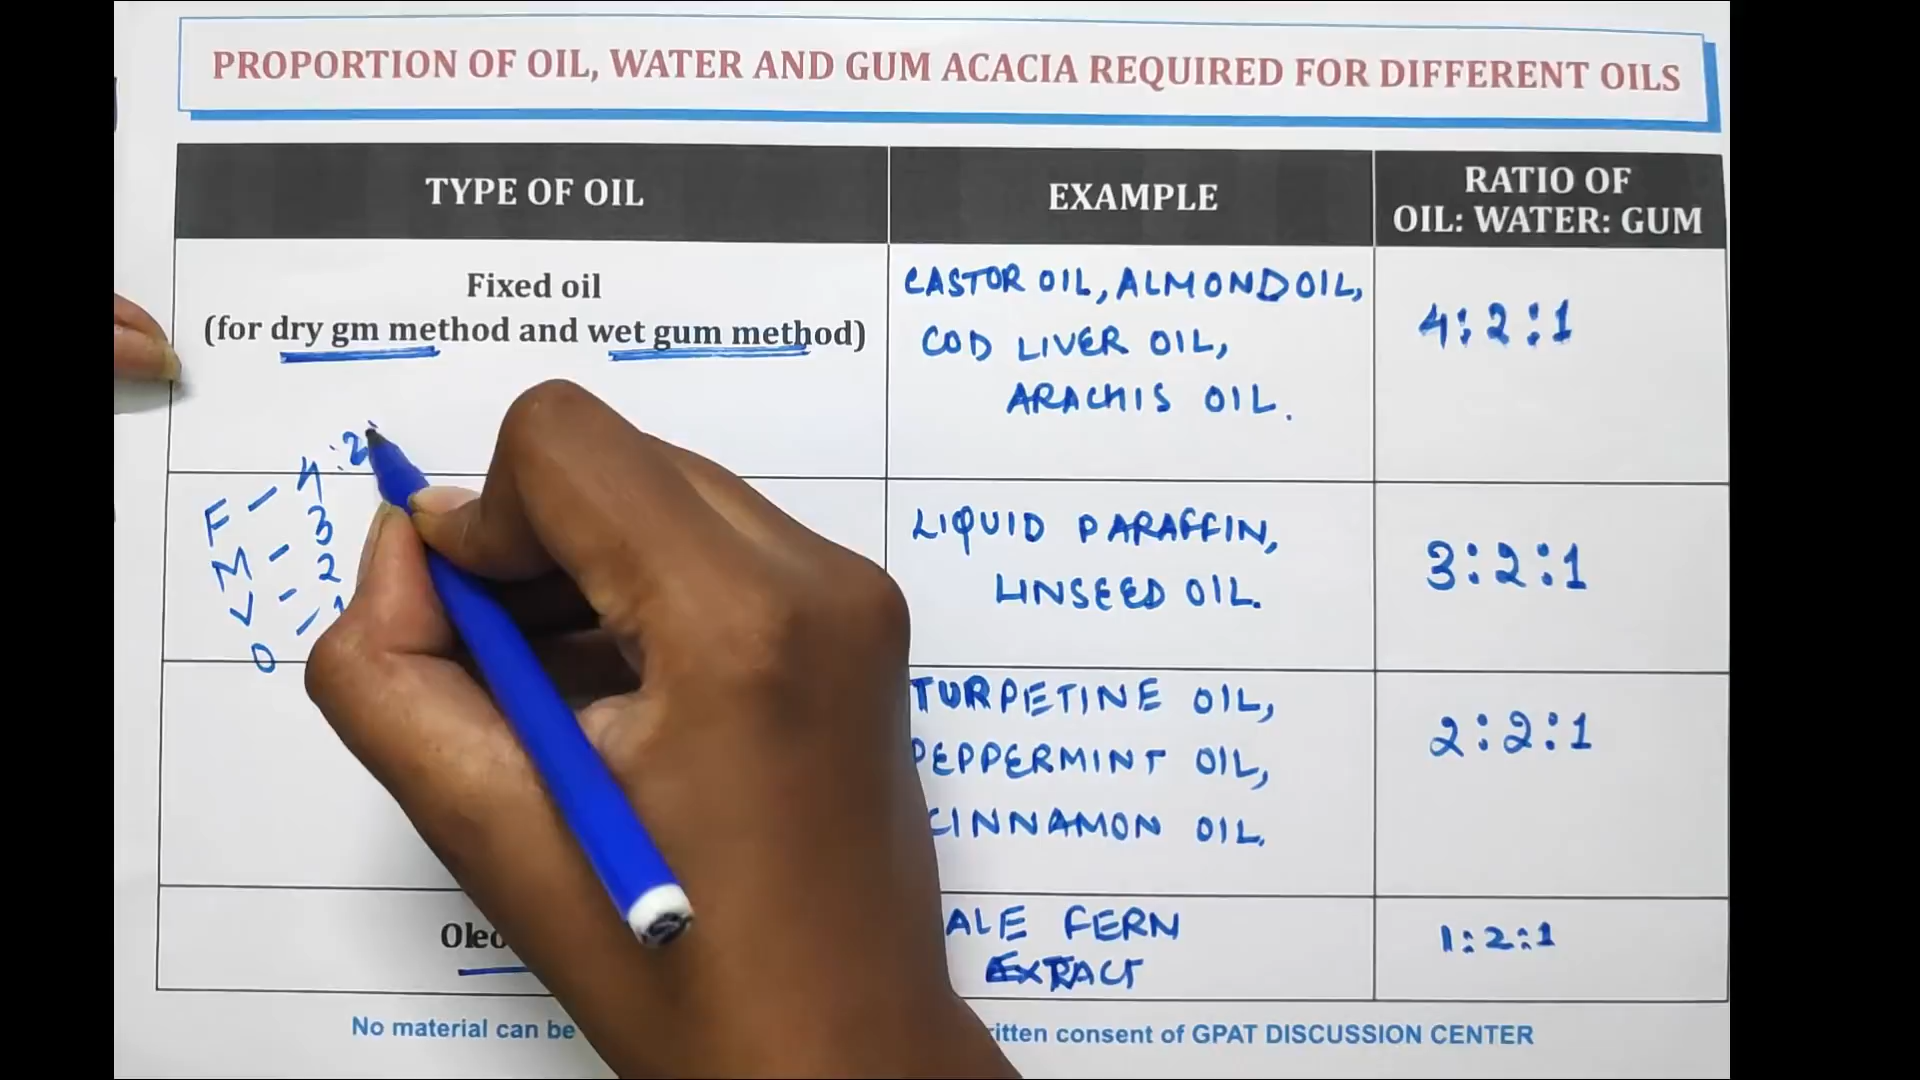 PROPORTION OF OIL, WATER AND GUM ACACIA REQUIRED FOR DIFFERENT OILS
TYPE OF OIL
EXAMPLE
RATIO OF
OIL: WATER: GUM
Fixed oil
(for dry gm method and wet gum method)
CASTOR OIL, ALMOND OIL,
COD LIVER OIL,
ARACHIS OIL.
4:2:1
F - 4:2:
M - 3
V - 2
O - 1
LIQUID PARAFFIN,
LINSEED OIL.
3:2:1
TURPETINE OIL,
PEPPERMINT OIL,
CINNAMON OIL.
2:2:1
ALE FERN
EXTRACT
1:2:1
No material can be
consent of GPAT DISCUSSION CENTER